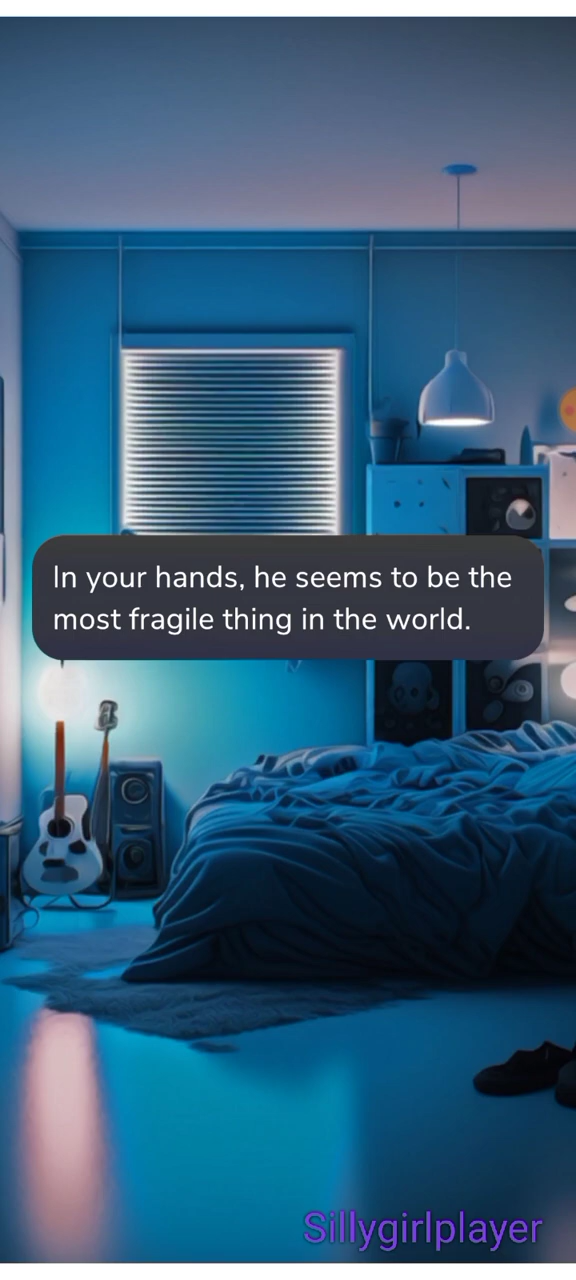 In your hands, he seems to be the
most fragile thing in the world.
Sillygirlplayer